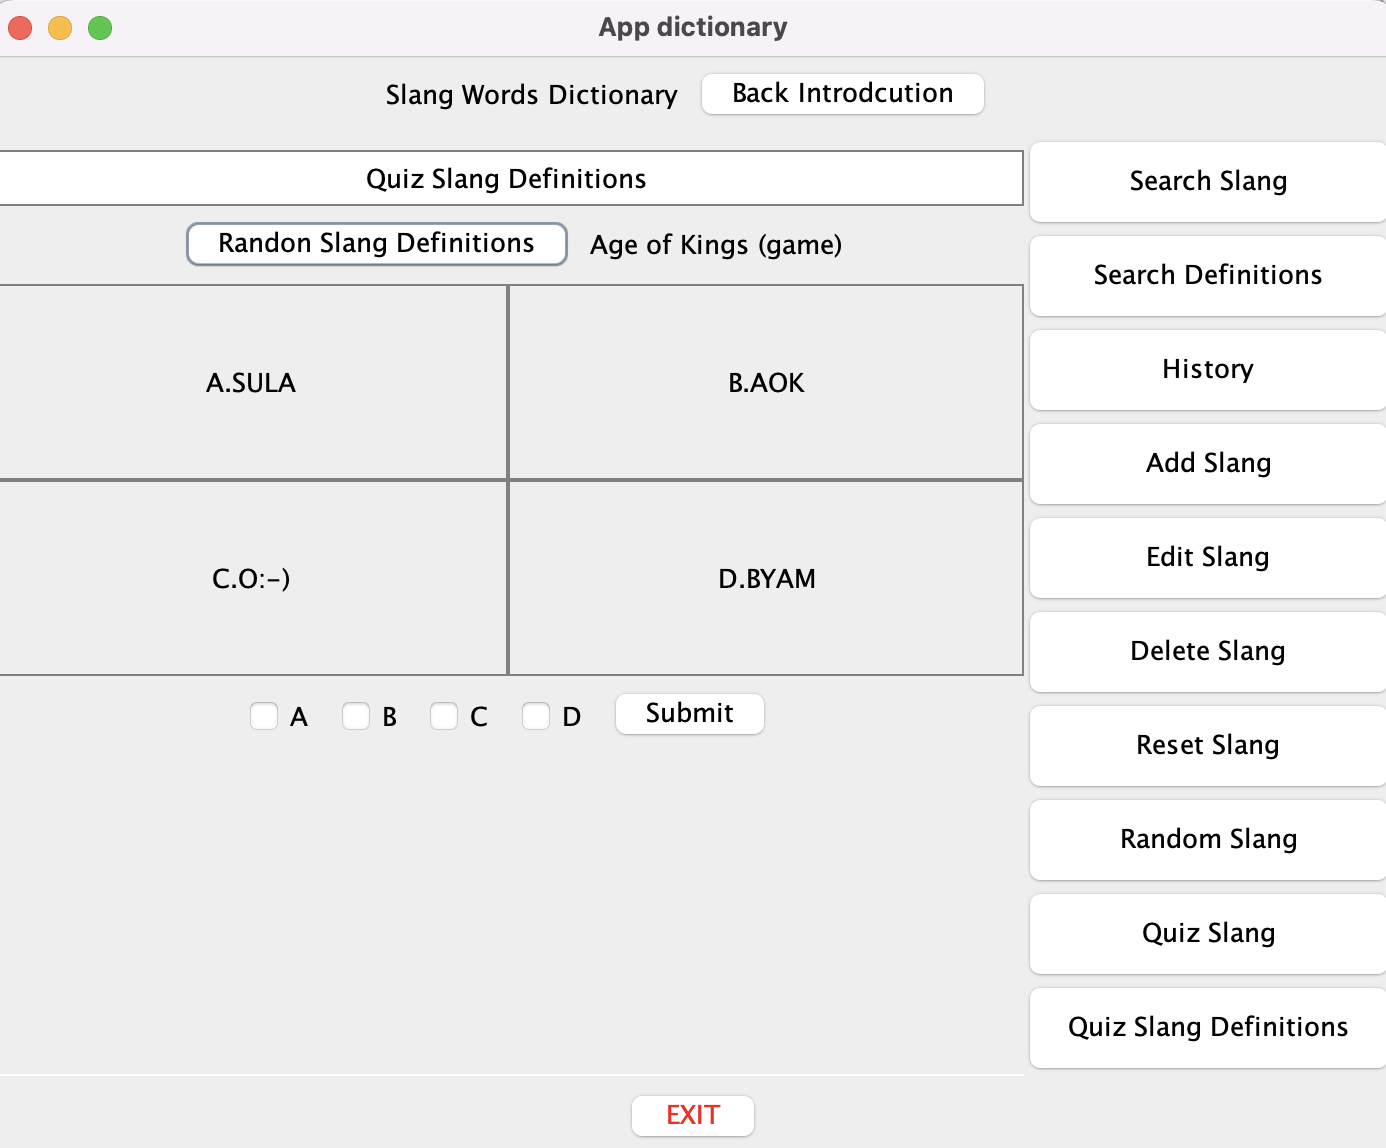 App dictionary
Slang Words Dictionary Back Introdcution
Quiz Slang Definitions
Randon Slang Definitions Age of Kings (game)
A.SULA B.AOK
C.O:-) D.BYAM
A B C D Submit
Search Slang
Search Definitions
History
Add Slang
Edit Slang
Delete Slang
Reset Slang
Random Slang
Quiz Slang
Quiz Slang Definitions
EXIT